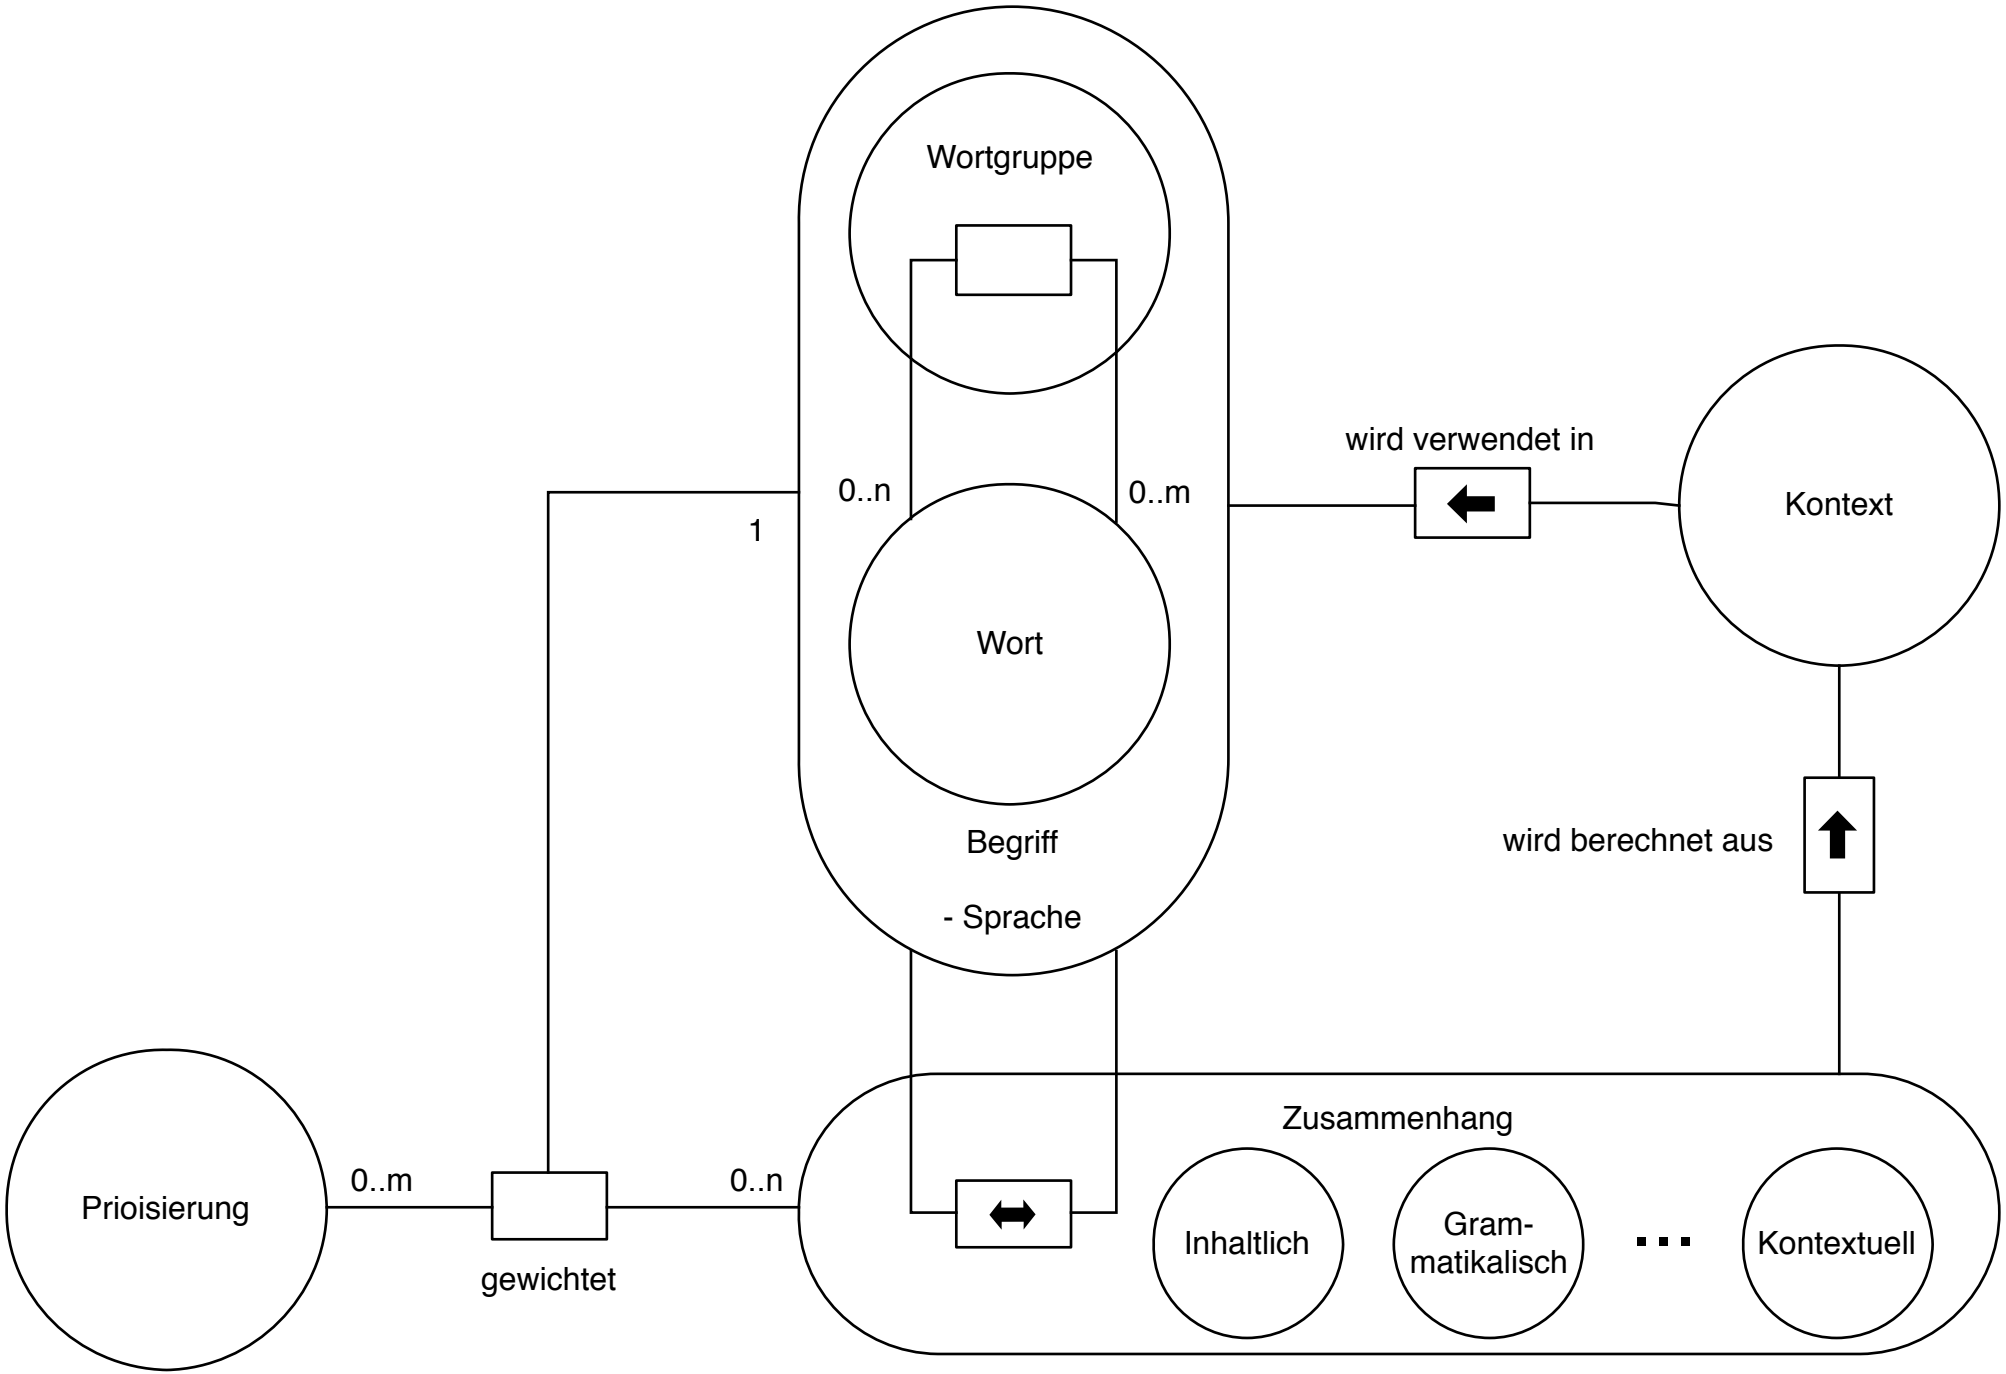 Wortgruppe
wird verwendet in
0..n
0..m
1
Kontext
Wort
Begriff
wird berechnet aus
- Sprache
Zusammenhang
0..m
0..n
Prioisierung
gewichtet
Inhaltlich
Gram-
matikalisch
...
Kontextuell